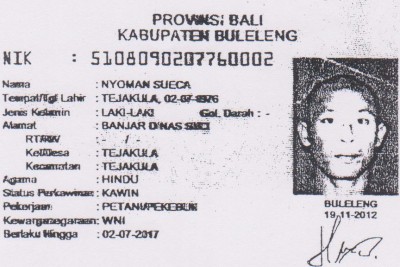 PROVINSI BALI
KABUPATEN BULELENG
NIK : 5108090207760002
Nama : NYOMAN SUECA
Tempat/Tgl Lahir : TEJAKULA, 02-07-1976
Jenis Kelamin : LAKI-LAKI Gol. Darah : -
Alamat : BANJAR DINAS
RT/RW : /
Kel/Desa : TEJAKULA
Kecamatan : TEJAKULA
Agama : HINDU
Status Perkawinan : KAWIN
Pekerjaan : PETANI/PEKEBUN
Kewarganegaraan : WNI
Berlaku Hingga : 02-07-2017
BULELENG
19-11-2012